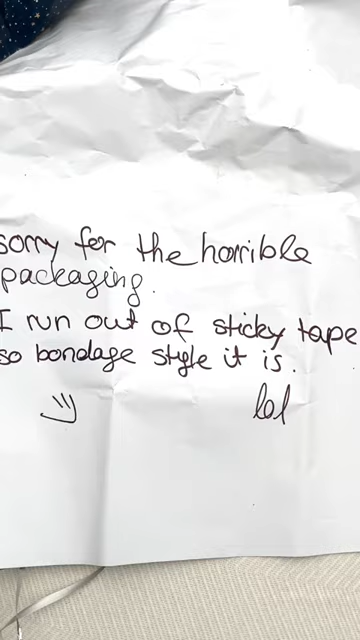 sorry for the horrible
packaging.
I run out of sticky tape
so bondage style it is.
lol